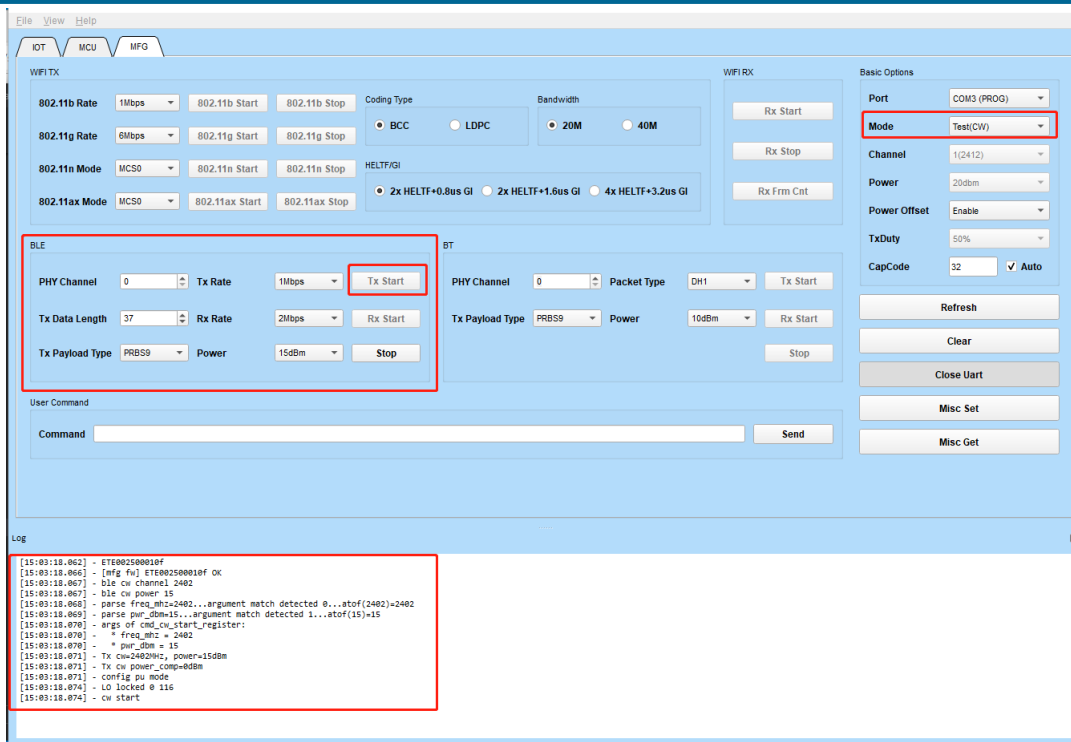 File View Help
IOT MCU MFG
WIFI TX
802.11b Rate 1Mbps 802.11b Start 802.11b Stop
802.11g Rate 6Mbps 802.11g Start 802.11g Stop
802.11n Mode MCS0 802.11n Start 802.11n Stop
802.11ax Mode MCS0 802.11ax Start 802.11ax Stop
Coding Type
BCC LDPC
Bandwidth
20M 40M
HELTF/GI
2x HELTF+0.8us GI 2x HELTF+1.6us GI 4x HELTF+3.2us GI
WIFI RX
Rx Start
Rx Stop
Rx Frm Cnt
Basic Options
Port COM3 (PROG)
Mode Test(CW)
Channel 1(2412)
Power 20dbm
Power Offset Enable
TxDuty 50%
CapCode 32 Auto
Refresh
Clear
Close Uart
Misc Set
Misc Get
BLE
PHY Channel 0 Tx Rate 1Mbps Tx Start
Tx Data Length 37 Rx Rate 2Mbps Rx Start
Tx Payload Type PRBS9 Power 15dBm Stop
BT
PHY Channel 0 Packet Type DH1 Tx Start
Tx Payload Type PRBS9 Power 10dBm Rx Start
Stop
User Command
Command Send
Log
[15:03:18.062] - ETE002500010f
[15:03:18.066] - [mfg fw] ETE002500010f OK
[15:03:18.067] - ble cw channel 2402
[15:03:18.067] - ble cw power 15
[15:03:18.068] - parse freq_mhz=2402...argument match detected 0...atof(2402)=2402
[15:03:18.069] - parse pwr_dbm=15...argument match detected 1...atof(15)=15
[15:03:18.070] - args of cmd_cw_start_register:
[15:03:18.070] - * freq_mhz = 2402
[15:03:18.070] - * pwr_dbm = 15
[15:03:18.071] - Tx cw=2402MHz, power=15dBm
[15:03:18.071] - Tx cw power_comp=0dBm
[15:03:18.071] - config pu mode
[15:03:18.074] - LO locked 0 116
[15:03:18.074] - cw start